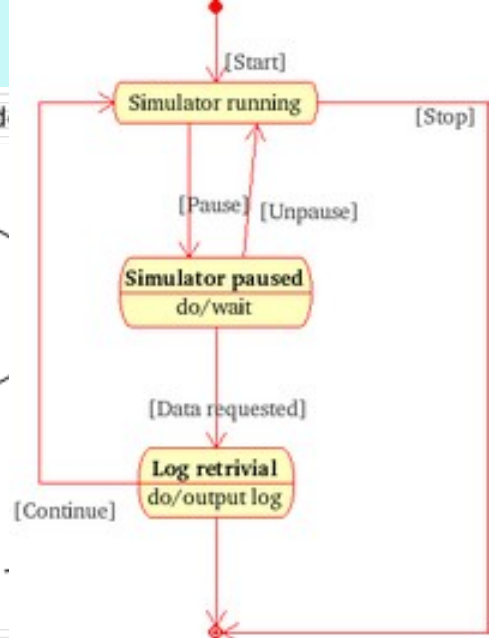 [Start]
Simulator running
[Stop]
[Pause]
[Unpause]
Simulator paused
do/wait
[Data requested]
Log retrivial
do/output log
[Continue]